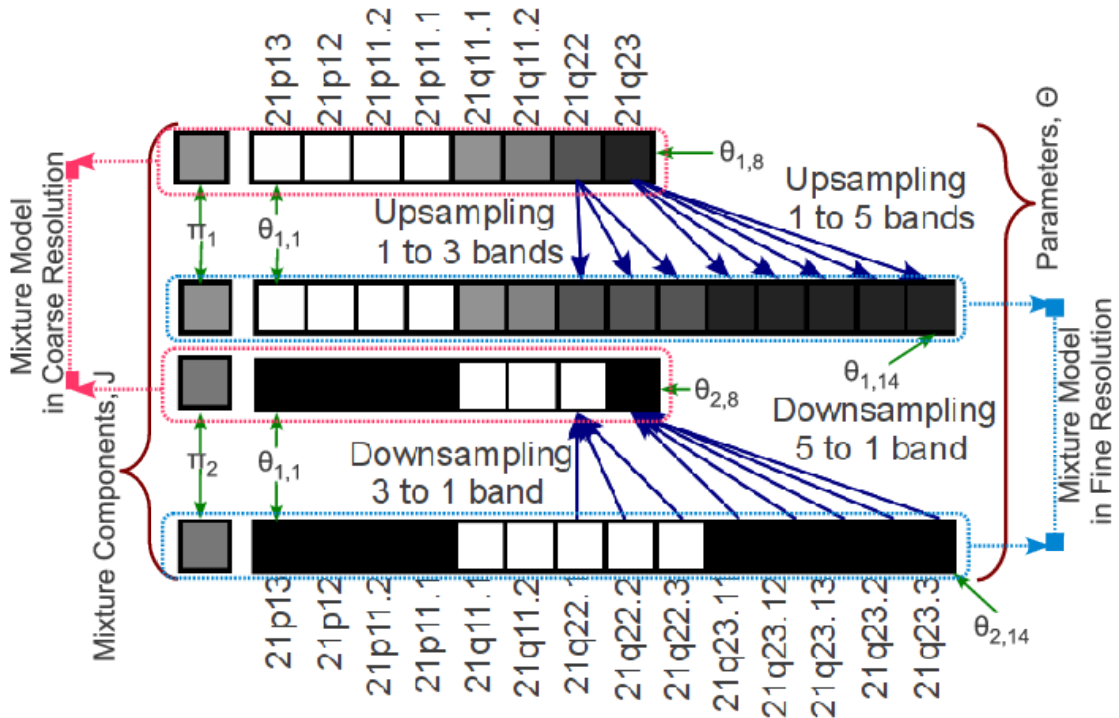 21p13
21p12
21p11.2
21p11.1
21q11.1
21q11.2
21q22
21q23
Mixture Model
in Coarse Resolution
Mixture Components, J
π1
θ1,1
θ1,8
Upsampling
1 to 3 bands
Upsampling
1 to 5 bands
Parameters, Θ
θ1,14
θ2,8
π2
θ1,1
Downsampling
3 to 1 band
Downsampling
5 to 1 band
Mixture Model
in Fine Resolution
θ2,14
21p13
21p12
21p11.2
21p11.1
21q11.1
21q11.2
21q22.1
21q22.2
21q22.3
21q23.11
21q23.12
21q23.13
21q23.2
21q23.3